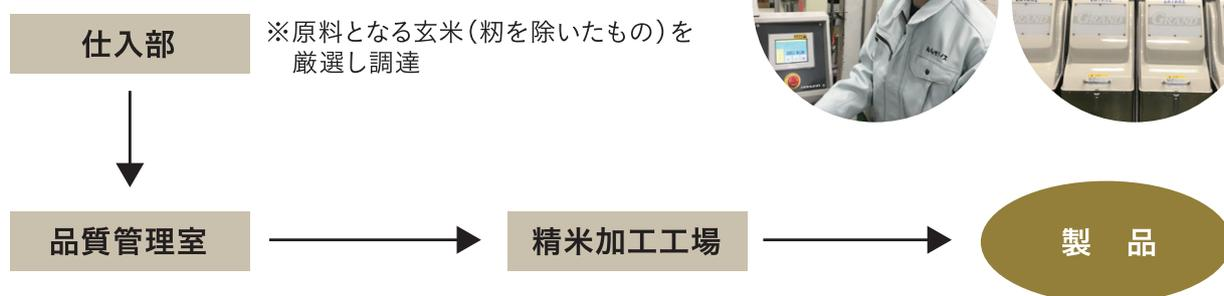 仕入部
※原料となる玄米（籾を除いたもの）を
厳選し調達
GRAND
品質管理室
精米加工工場
製 品